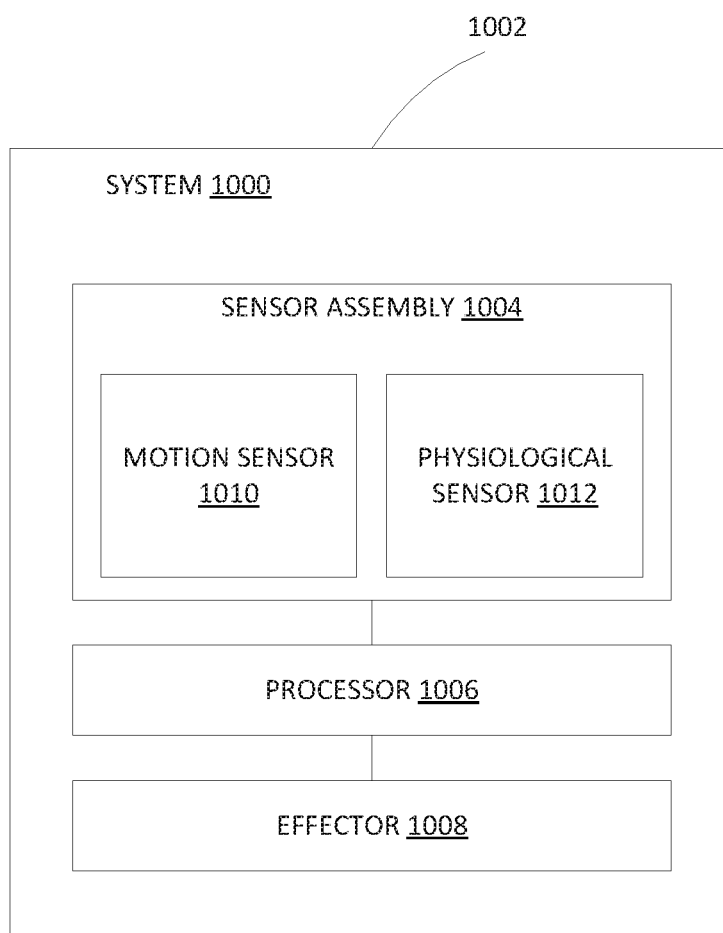 1002
SYSTEM 1000
SENSOR ASSEMBLY 1004
MOTION SENSOR
1010
PHYSIOLOGICAL
SENSOR 1012
PROCESSOR 1006
EFFECTOR 1008